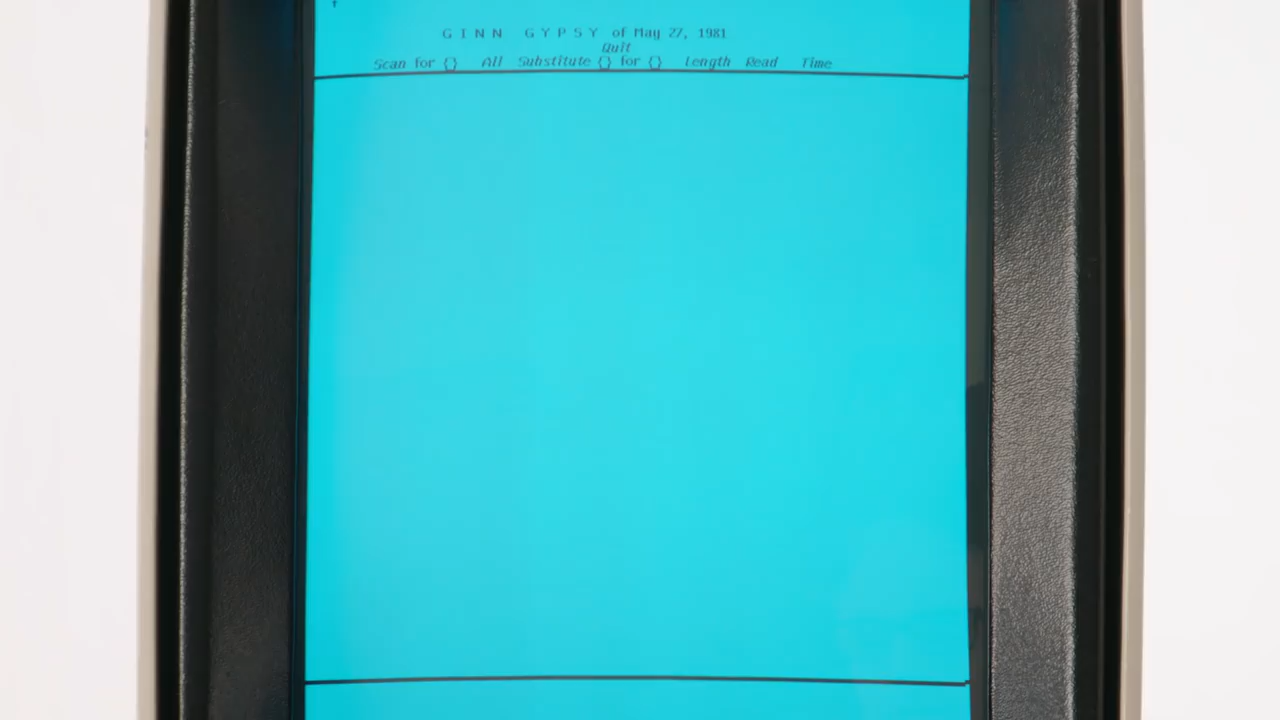 G I N N   G Y P S Y of May 27, 1981
Quit
Scan for {} All Substitute {} for {} Length Read Time